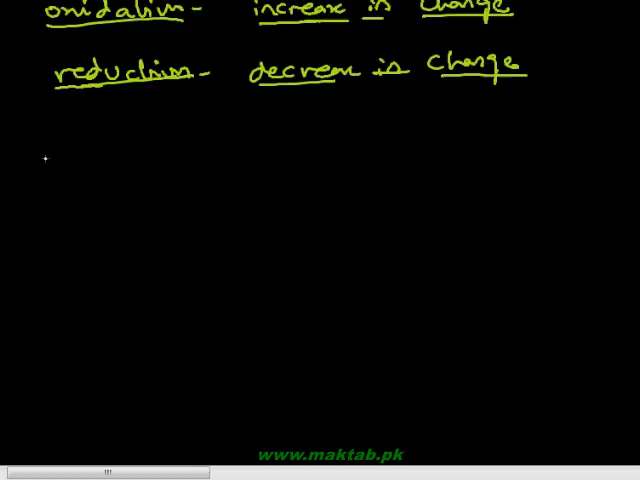 oxidation - increase in charge
reduction - decrease in charge
www.maktab.pk